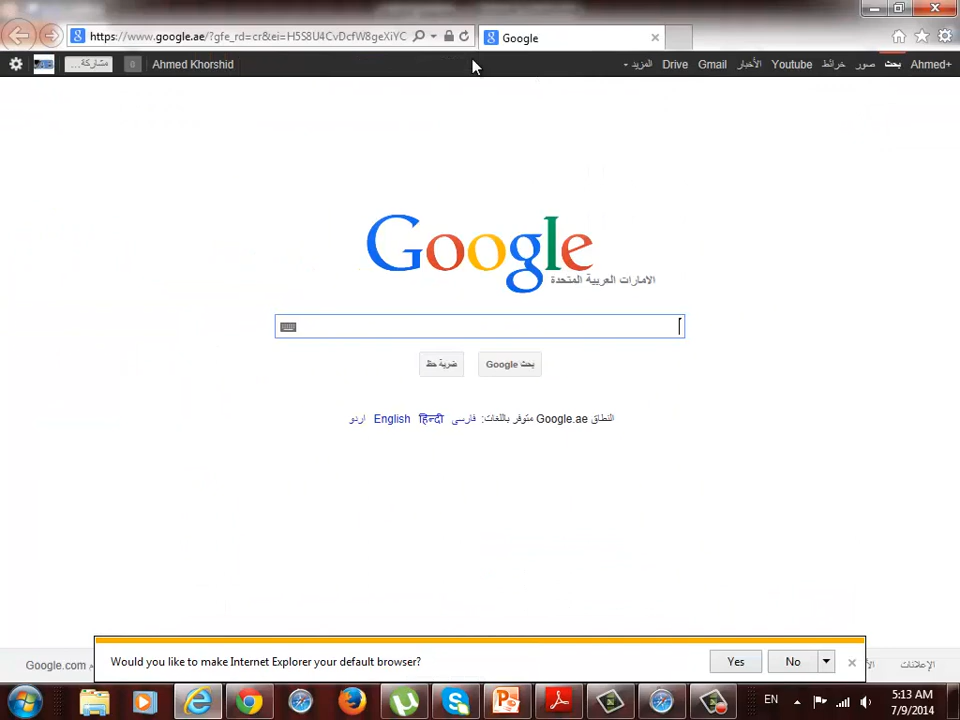 https://www.google.ae/?gfe_rd=cr&ei=H5S8U4CvDcfW8geXiYC
Google
Ahmed Khorshid
0
مشاركة...
Ahmed+
بحث
صور
خرائط
Youtube
الأخبار
Gmail
Drive
المزيد
Google
الامارات العربية المتحدة
بحث Google
ضربة حظ
النطاق Google.ae متوفر باللغات: فارسی हिन्दी English اردو
Would you like to make Internet Explorer your default browser?
Yes
No
Google.com
الإعلانات
EN
5:13 AM
7/9/2014